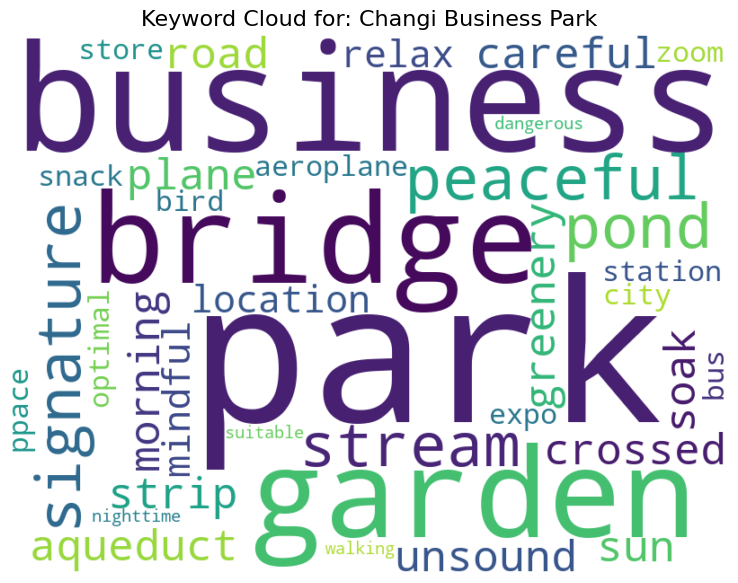 Keyword Cloud for: Changi Business Park
store
road
relax
careful
zoom
business
dangerous
snack
plane
aeroplane
peaceful
bird
bridge
pond
signature
greenery
station
location
city
optimal
morning
mindful
park
soak
bus
ppace
expo
suitable
stream
crossed
garden
strip
nighttime
aqueduct
walking
unsound
sun